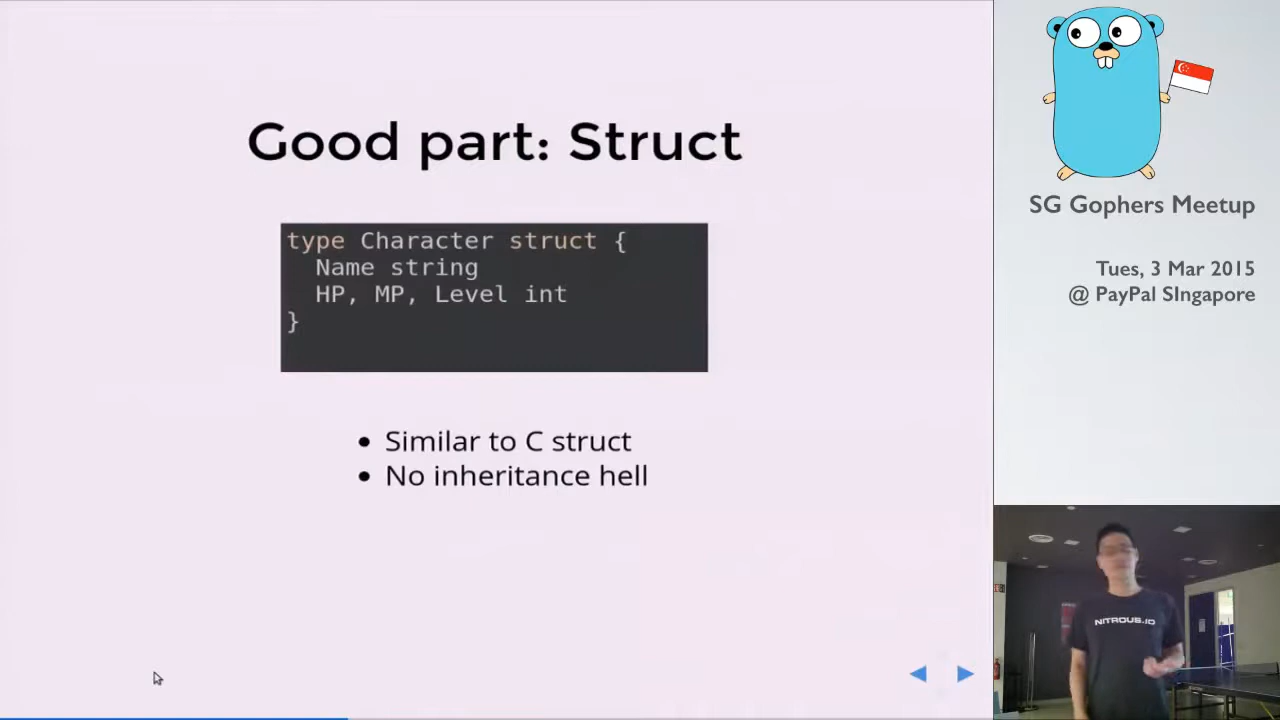 Good part: Struct
type Character struct {
  Name string
  HP, MP, Level int
}
• Similar to C struct
• No inheritance hell
SG Gophers Meetup
Tues, 3 Mar 2015
@ PayPal SIngapore
NITROUS.IO